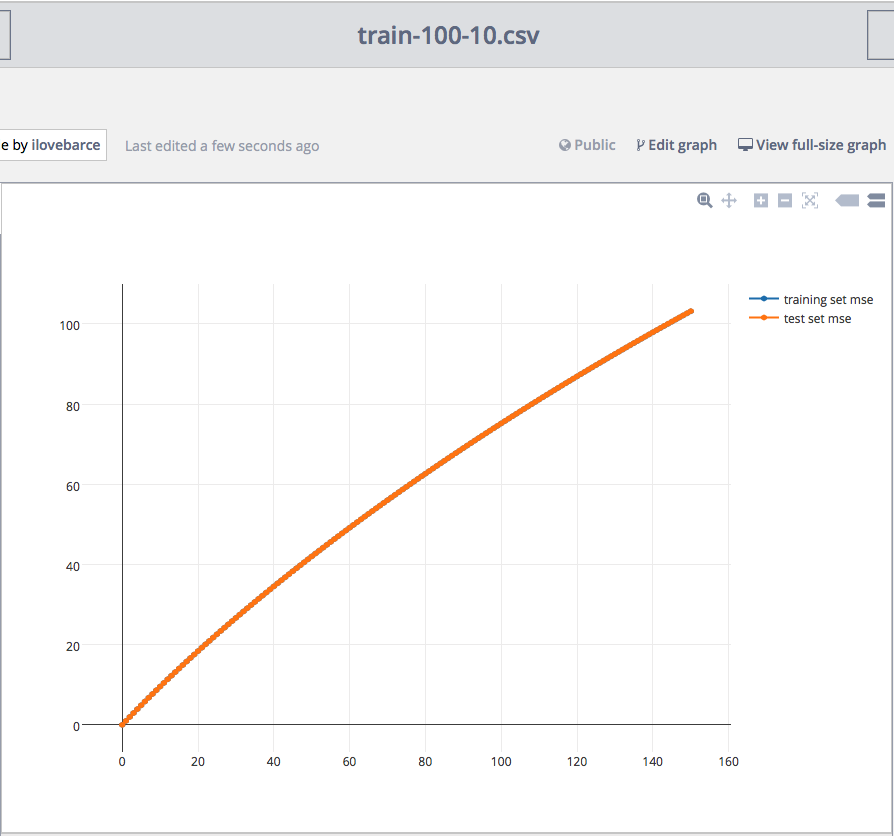 train-100-10.csv
e by ilovebarce
Last edited a few seconds ago
Public
Edit graph
View full-size graph
training set mse
test set mse
100
80
60
40
20
0
0 20 40 60 80 100 120 140 160